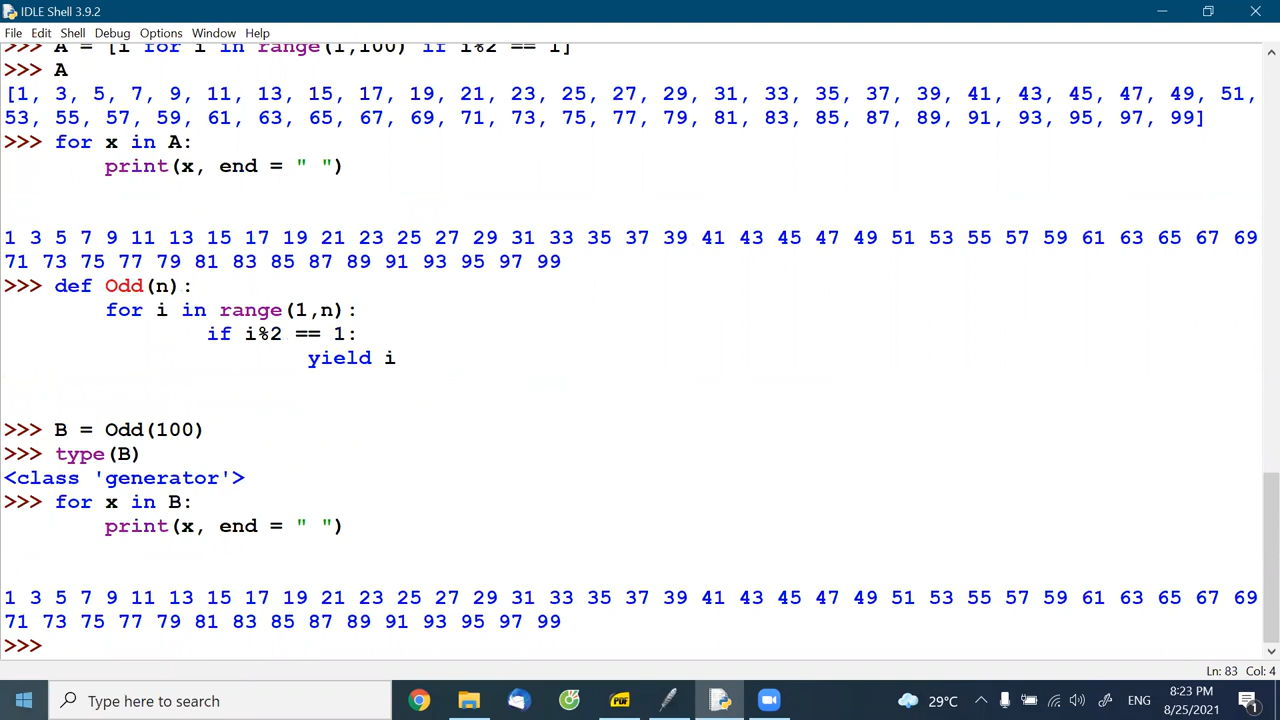 IDLE Shell 3.9.2
File Edit Shell Debug Options Window Help
>>> A = [i for i in range(1,100) if i%2 == 1]
>>> A
[1, 3, 5, 7, 9, 11, 13, 15, 17, 19, 21, 23, 25, 27, 29, 31, 33, 35, 37, 39, 41, 43, 45, 47, 49, 51,
53, 55, 57, 59, 61, 63, 65, 67, 69, 71, 73, 75, 77, 79, 81, 83, 85, 87, 89, 91, 93, 95, 97, 99]
>>> for x in A:
print(x, end = " ")
1 3 5 7 9 11 13 15 17 19 21 23 25 27 29 31 33 35 37 39 41 43 45 47 49 51 53 55 57 59 61 63 65 67 69
71 73 75 77 79 81 83 85 87 89 91 93 95 97 99
>>> def Odd(n):
for i in range(1,n):
if i%2 == 1:
yield i
>>> B = Odd(100)
>>> type(B)
<class 'generator'>
>>> for x in B:
print(x, end = " ")
1 3 5 7 9 11 13 15 17 19 21 23 25 27 29 31 33 35 37 39 41 43 45 47 49 51 53 55 57 59 61 63 65 67 69
71 73 75 77 79 81 83 85 87 89 91 93 95 97 99
>>>
Ln: 83 Col: 4
Type here to search
PDF
29°C
ENG
8:23 PM
8/25/2021
1